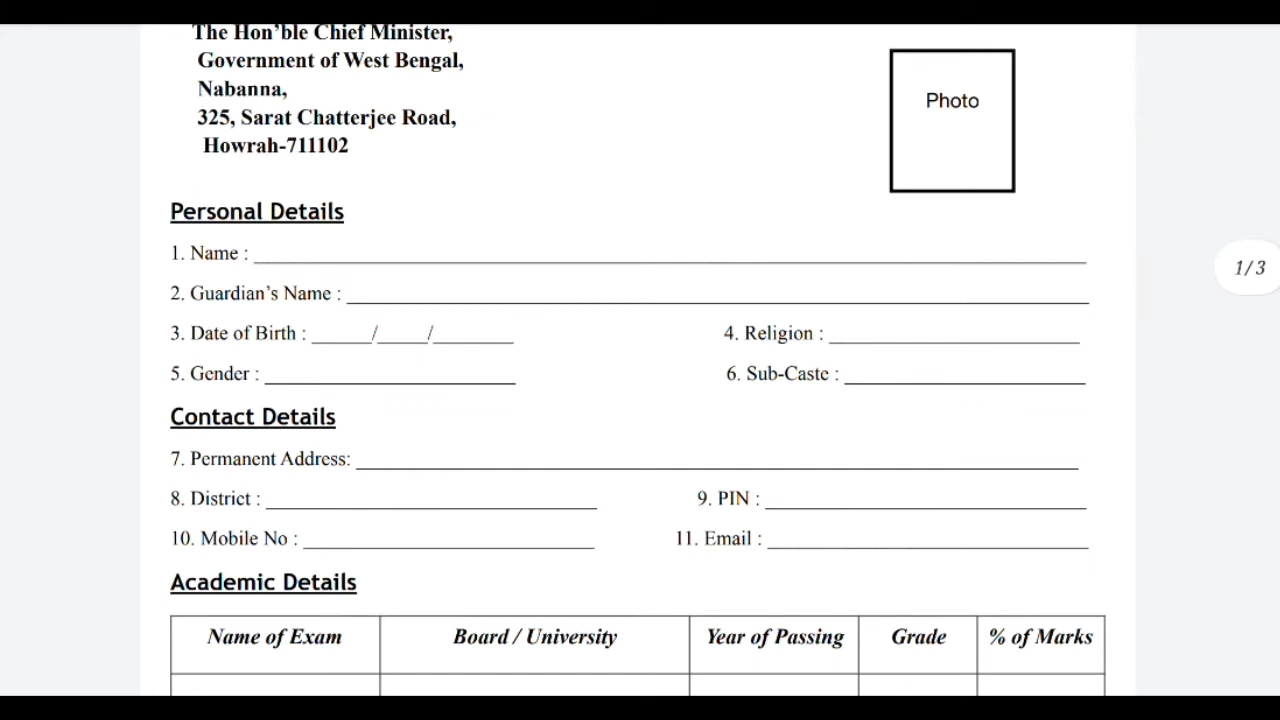 The Hon’ble Chief Minister,
Government of West Bengal,
Nabanna,
325, Sarat Chatterjee Road,
Howrah-711102
Photo
Personal Details
1. Name : 
2. Guardian’s Name : 
3. Date of Birth : ______/_____/________ 4. Religion : 
5. Gender : 6. Sub-Caste : 
1/3
Contact Details
7. Permanent Address: 
8. District : 9. PIN : 
10. Mobile No : 11. Email : 
Academic Details
Name of Exam Board / University Year of Passing Grade % of Marks